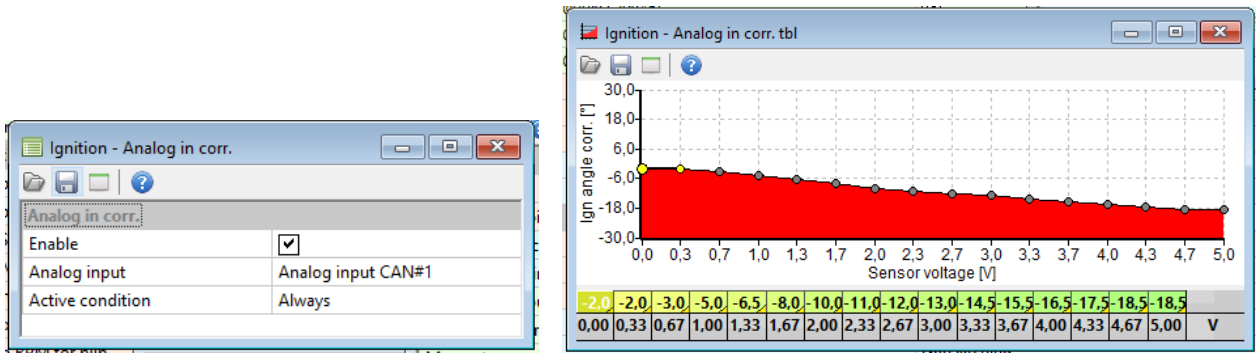 Ignition - Analog in corr.
Analog in corr.
Enable
Analog input Analog input CAN#1
Active condition Always
Ignition - Analog in corr. tbl
Ign angle corr. [°]
30,0
18,0
6,0
-6,0
-18,0
-30,0
0,0 0,3 0,7 1,0 1,3 1,7 2,0 2,3 2,7 3,0 3,3 3,7 4,0 4,3 4,7 5,0
Sensor voltage [V]
-2,0 -2,0 -3,0 -5,0 -6,5 -8,0 -10,0 -11,0 -12,0 -13,0 -14,5 -15,5 -16,5 -17,5 -18,5 -18,5
0,00 0,33 0,67 1,00 1,33 1,67 2,00 2,33 2,67 3,00 3,33 3,67 4,00 4,33 4,67 5,00 V